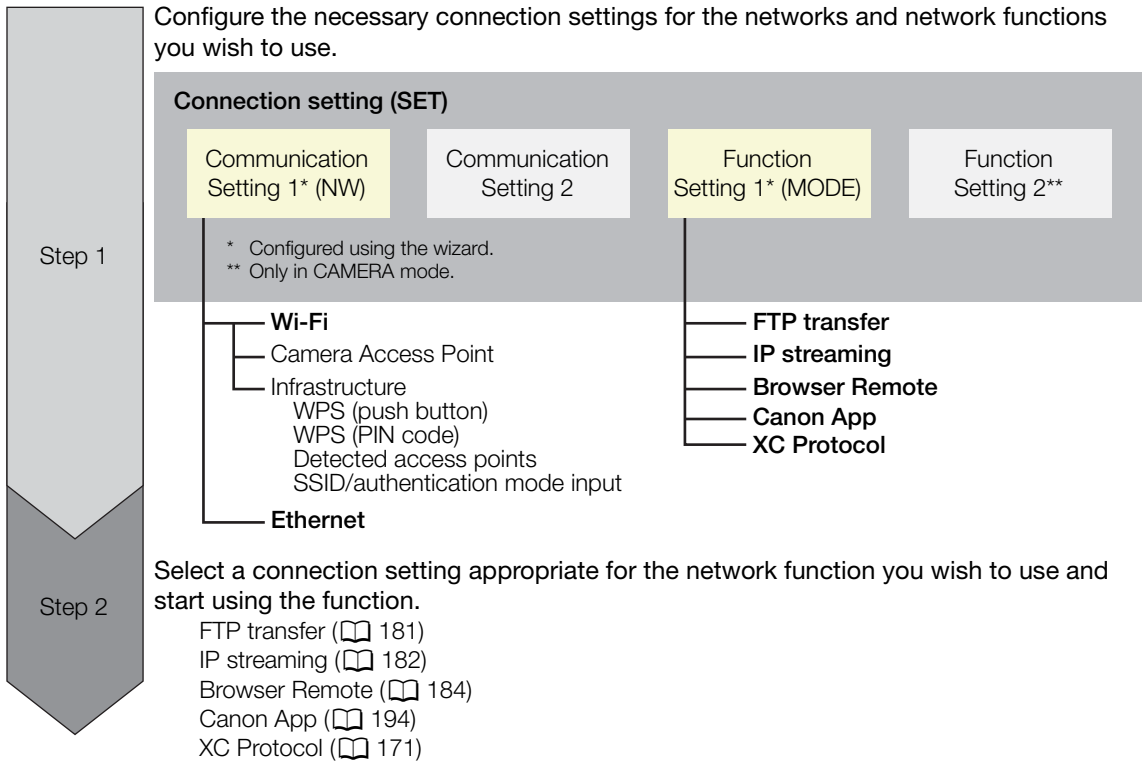 Configure the necessary connection settings for the networks and network functions
you wish to use.
Step 1
Connection setting (SET)
Communication
Setting 1* (NW)
Communication
Setting 2
Function
Setting 1* (MODE)
Function
Setting 2**
* Configured using the wizard.
** Only in CAMERA mode.
Wi-Fi
Camera Access Point
Infrastructure
WPS (push button)
WPS (PIN code)
Detected access points
SSID/authentication mode input
Ethernet
FTP transfer
IP streaming
Browser Remote
Canon App
XC Protocol
Step 2
Select a connection setting appropriate for the network function you wish to use and
start using the function.
FTP transfer (📖 181)
IP streaming (📖 182)
Browser Remote (📖 184)
Canon App (📖 194)
XC Protocol (📖 171)